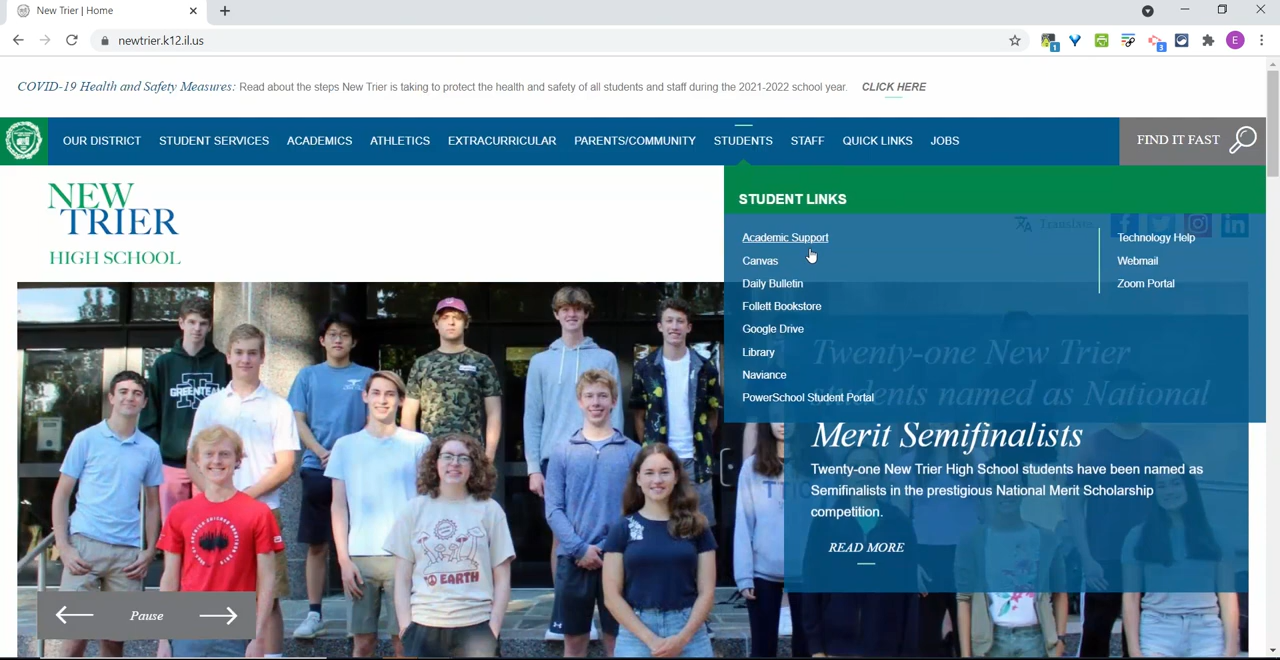 New Trier | Home
newtrier.k12.il.us
1
3
E
COVID-19 Health and Safety Measures: Read about the steps New Trier is taking to protect the health and safety of all students and staff during the 2021-2022 school year. CLICK HERE
OUR DISTRICT STUDENT SERVICES ACADEMICS ATHLETICS EXTRACURRICULAR PARENTS/COMMUNITY STUDENTS STAFF QUICK LINKS JOBS FIND IT FAST
NEW
TRIER
HIGH SCHOOL
STUDENT LINKS
Translate
Academic Support
Canvas
Daily Bulletin
Follett Bookstore
Google Drive
Library
Naviance
PowerSchool Student Portal
Technology Help
Webmail
Zoom Portal
Twenty-one New Trier
students named as National
Merit Semifinalists
Twenty-one New Trier High School students have been named as
Semifinalists in the prestigious National Merit Scholarship
competition.
READ MORE
GREENTEAM
EARTH
Pause